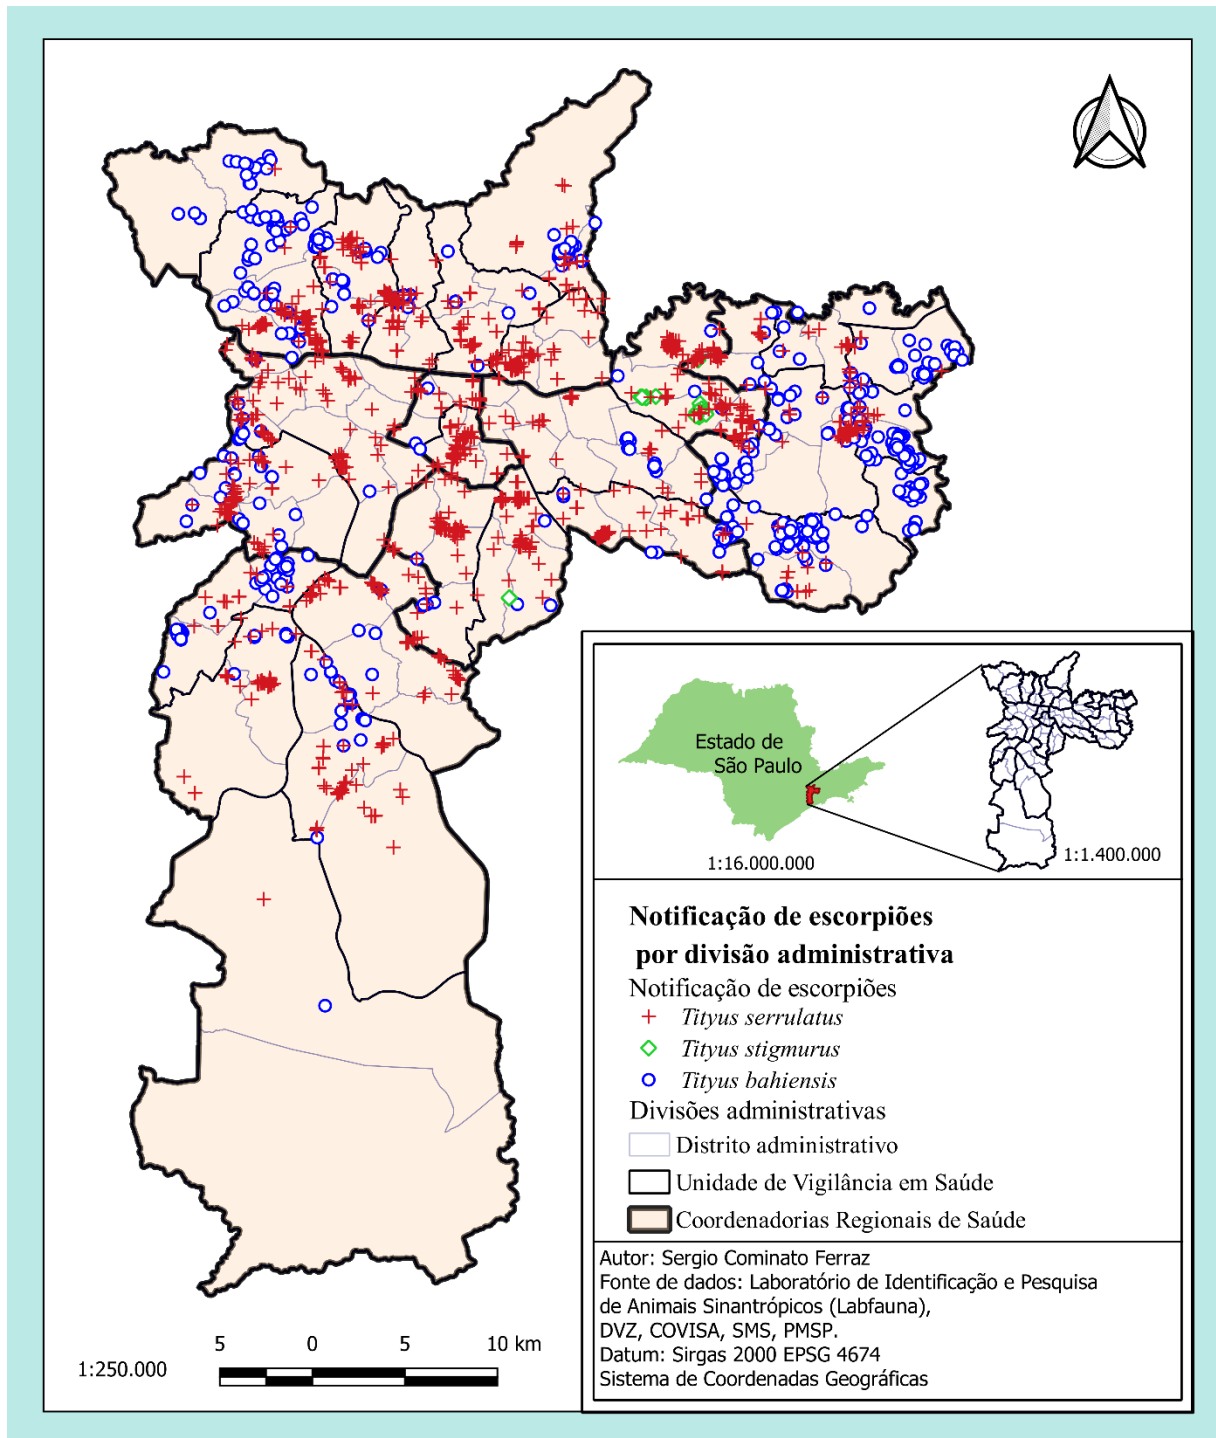 Estado de
São Paulo
1:16.000.000
1:1.400.000
Notificação de escorpiões
por divisão administrativa
Notificação de escorpiões
Tityus serrulatus
Tityus stigmurus
Tityus bahiensis
Divisões administrativas
Distrito administrativo
Unidade de Vigilância em Saúde
Coordenadorias Regionais de Saúde
Autor: Sergio Cominato Ferraz
Fonte de dados: Laboratório de Identificação e Pesquisa
de Animais Sinantrópicos (Labfauna),
DVZ, COVISA, SMS, PMSP.
Datum: Sirgas 2000 EPSG 4674
Sistema de Coordenadas Geográficas
5 0 5 10 km
1:250.000